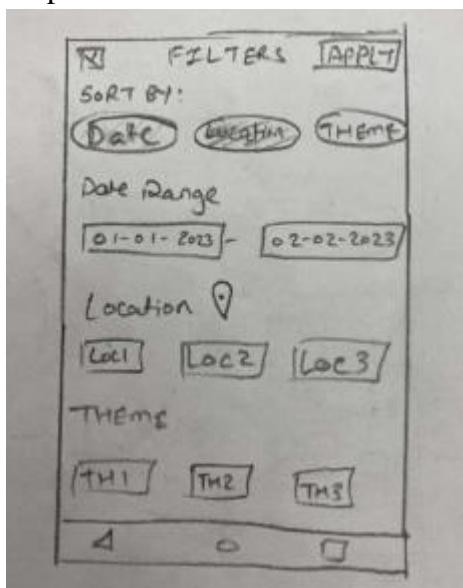 FILTERS APPLY
SORT BY:
Date Location THEME
Date Range
01-01-2023 - 02-02-2023
Location
Loc1 Loc2 Loc3
THEME
TH1 TH2 TH3